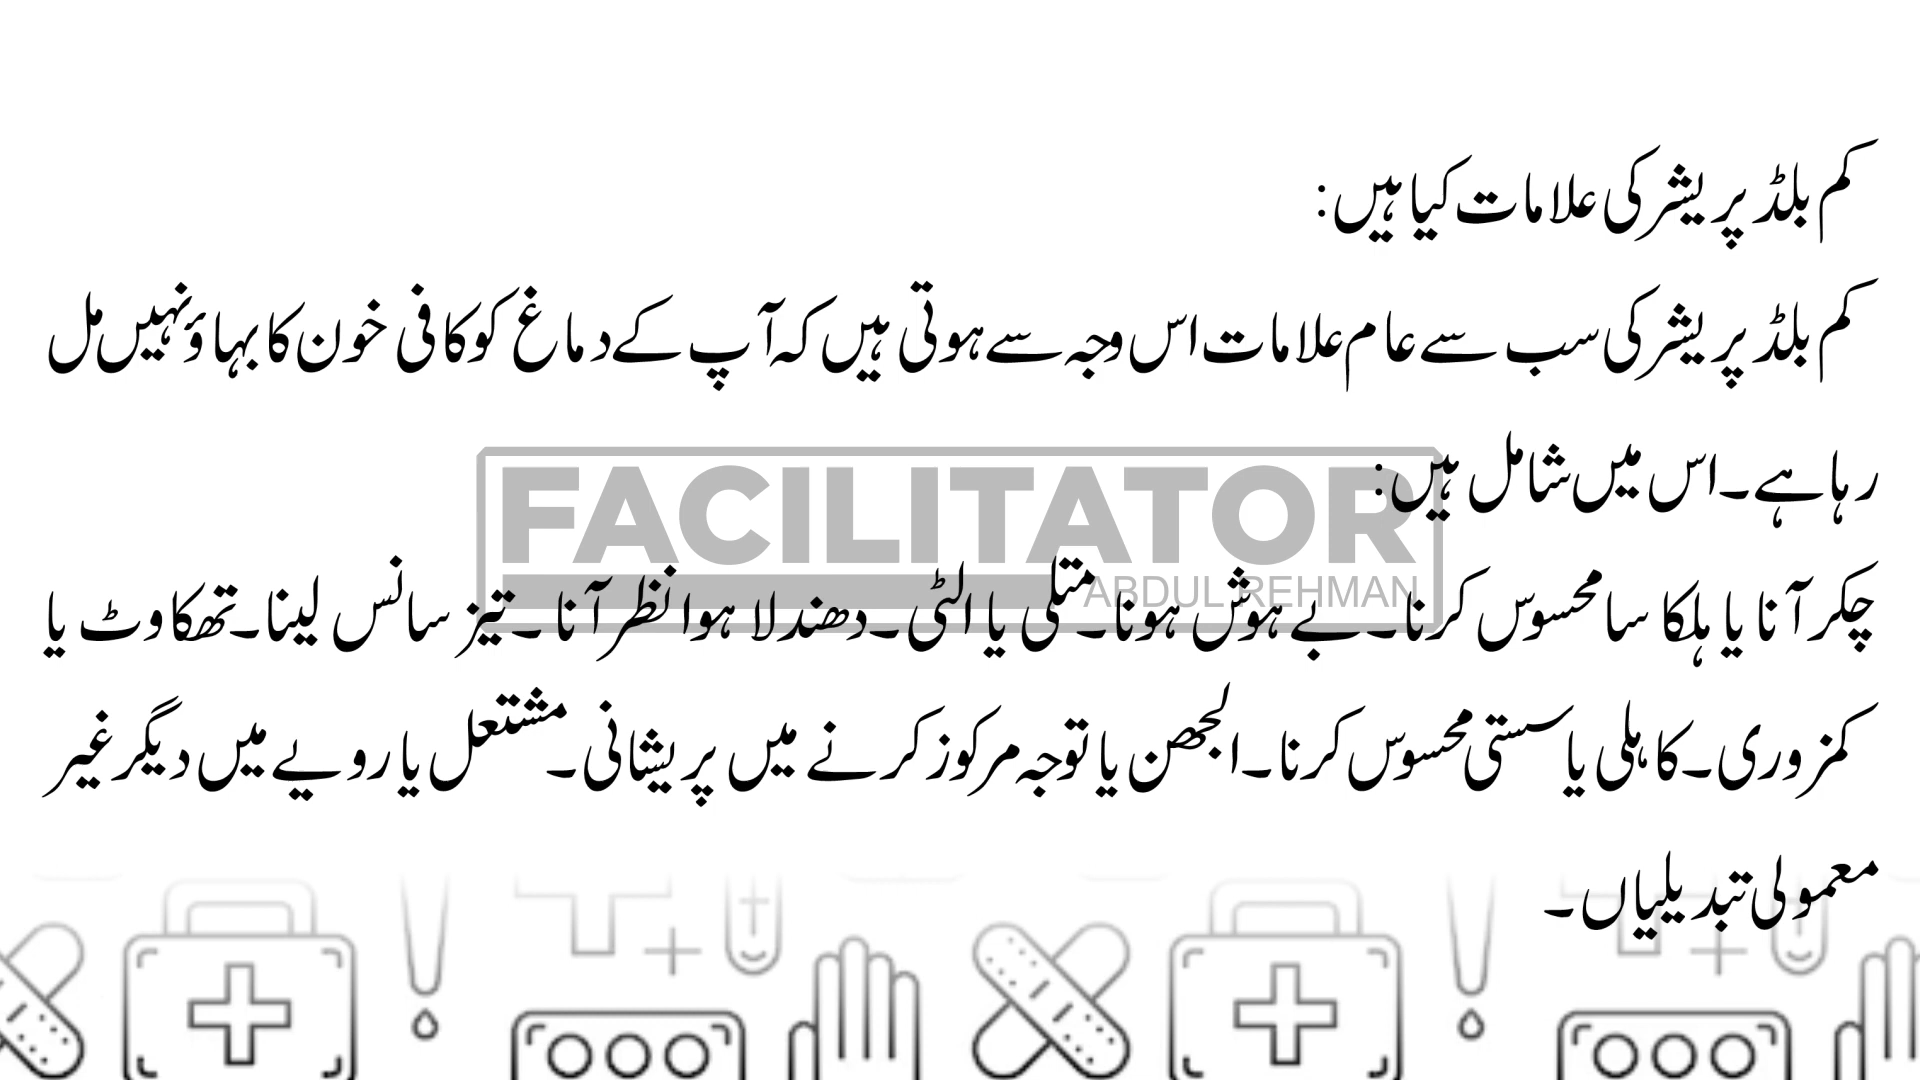 کم بلڈ پریشر کی علامات کیا ہیں:
کم بلڈ پریشر کی سب سے عام علامات اس وجہ سے ہوتی ہیں کہ آپ کے دماغ کو کافی خون کا بہاؤ نہیں مل
رہا ہے۔ اس میں شامل ہیں:
FACILITATOR
ABDUL REHMAN
چکر آنا یا ہلکا سا محسوس کرنا۔ بے ہوش ہونا۔ متلی یا الٹی۔ دھندلا ہوا نظر آنا۔ تیز سانس لینا۔ تھکاوٹ یا
کمزوری۔ کاہلی یا سستی محسوس کرنا۔ الجھن یا توجہ مرکوز کرنے میں پریشانی۔ مشتعل یا رویے میں دیگر غیر
معمولی تبدیلیاں۔